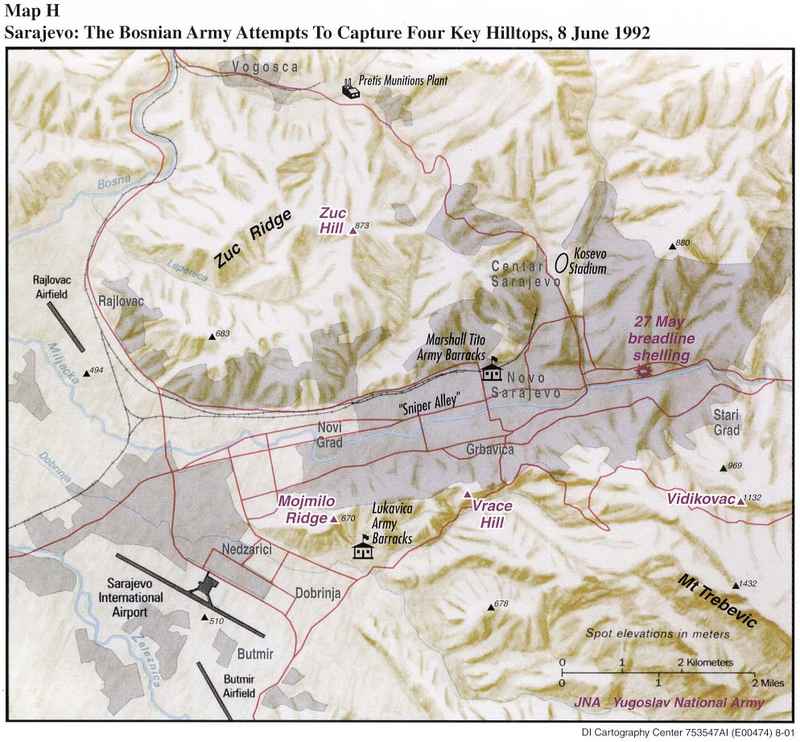 Map H
Sarajevo: The Bosnian Army Attempts To Capture Four Key Hilltops, 8 June 1992
Vogosca
Pretis Munitions Plant
Bosna
Zuc Ridge
Zuc
Hill
873
Kosevo
Stadium
880
Centar
Sarajevo
Lepenica
Rajlovac
Airfield
Rajlovac
683
27 May
breadline
shelling
Marshall Tito
Army Barracks
Miljacka
494
Novo
Sarajevo
"Sniper Alley"
Novi
Grad
Stari
Grad
Grbavica
Dobrinja
969
Mojmilo
Ridge
670
Lukavica
Army
Barracks
Vrace
Hill
Vidikovac
1132
Nedzarici
Sarajevo
International
Airport
Dobrinja
Mt Trebevic
1432
678
510
Zeleznica
Butmir
Butmir
Airfield
Spot elevations in meters
0 1 2 Kilometers
0 1 2 Miles
JNA Yugoslav National Army
DI Cartography Center 753547AI (E00474) 8-01